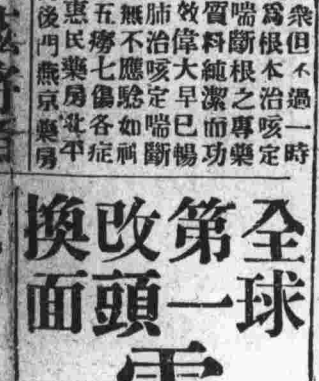 衆但不過一時
爲根本治咳定
喘斷根之專藥
質料純潔而功
效偉大早已暢
肺治咳定喘斷
無不應驗如
五癆七傷各症
惠民藥房北平
後門燕京藥房
全球
第一
改頭
換面